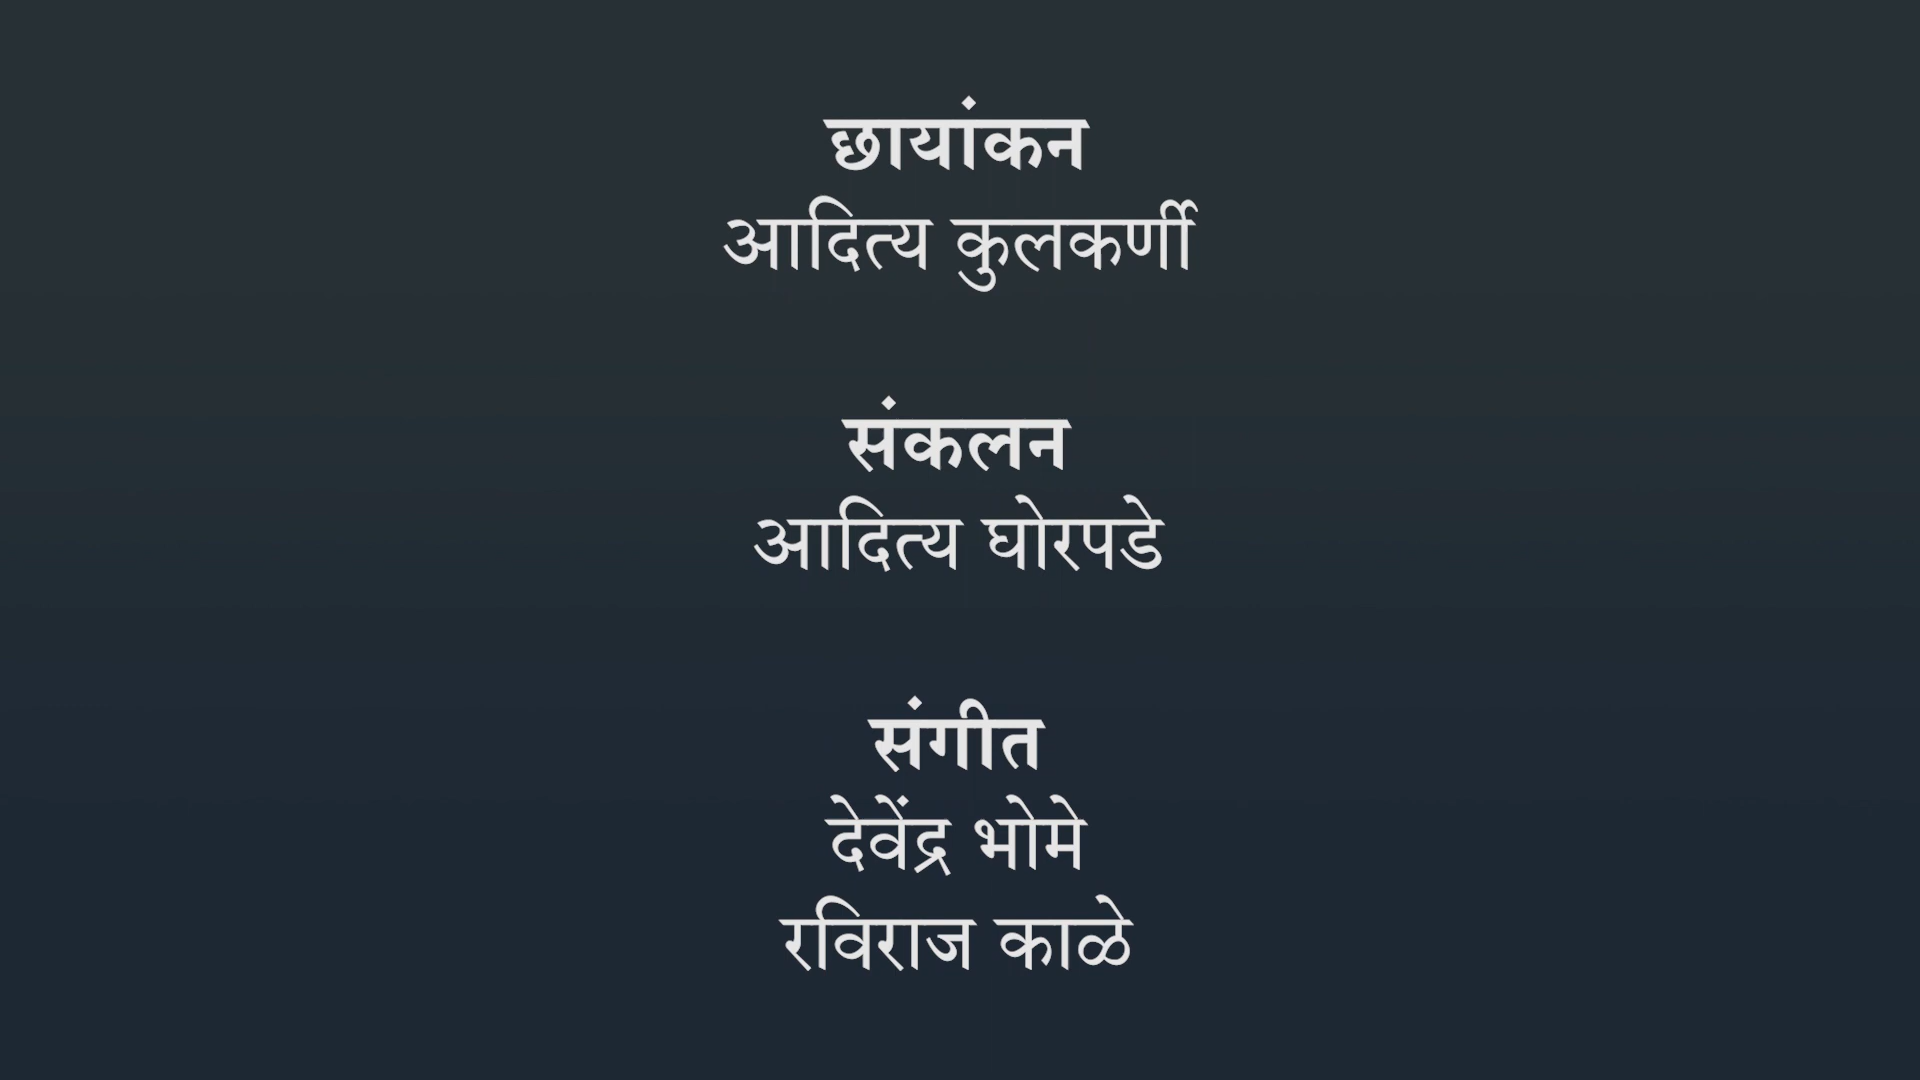 छायांकन
आदित्य कुलकर्णी
संकलन
आदित्य घोरपडे
संगीत
देवेंद्र भोमे
रविराज काळे